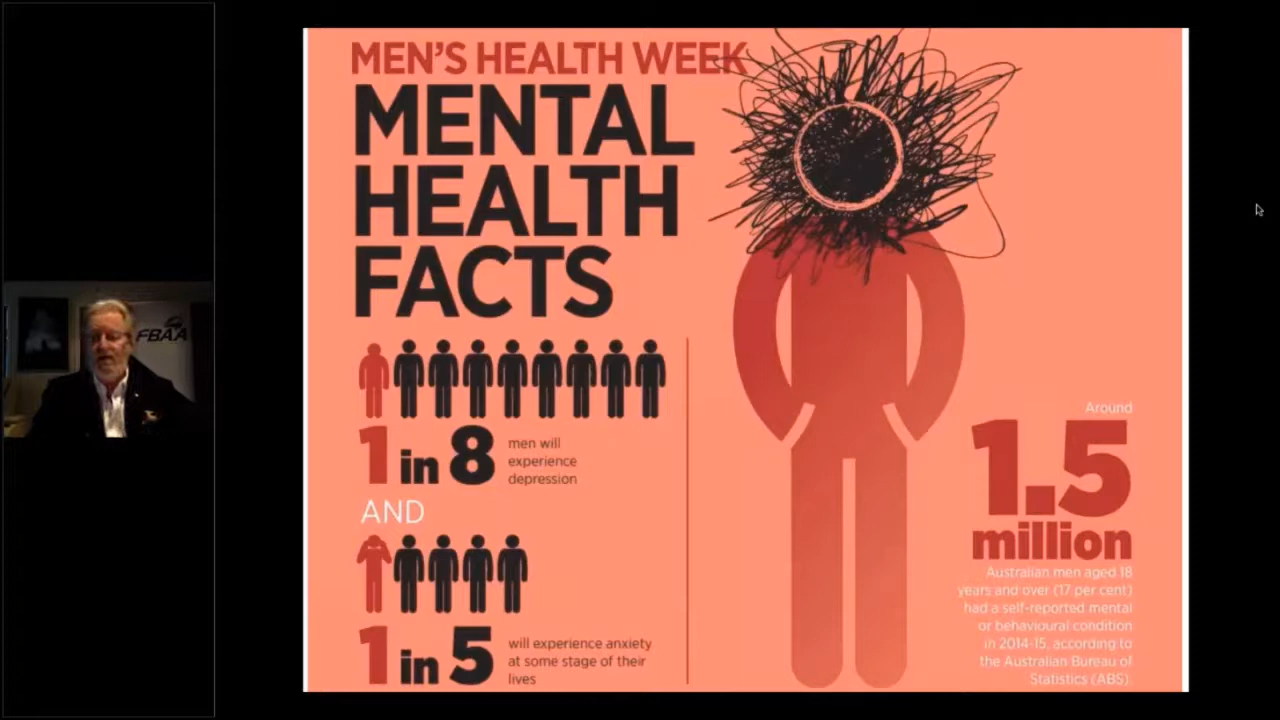 MEN'S HEALTH WEEK
MENTAL
HEALTH
FACTS
1 in 8
men will
experience
depression
AND
1 in 5
will experience anxiety
at some stage of their
lives
Around
1.5
million
Australian men aged 18
years and over (17 per cent)
had a self-reported mental
or behavioural condition
in 2014-15, according to
the Australian Bureau of
Statistics (ABS).
FBAA